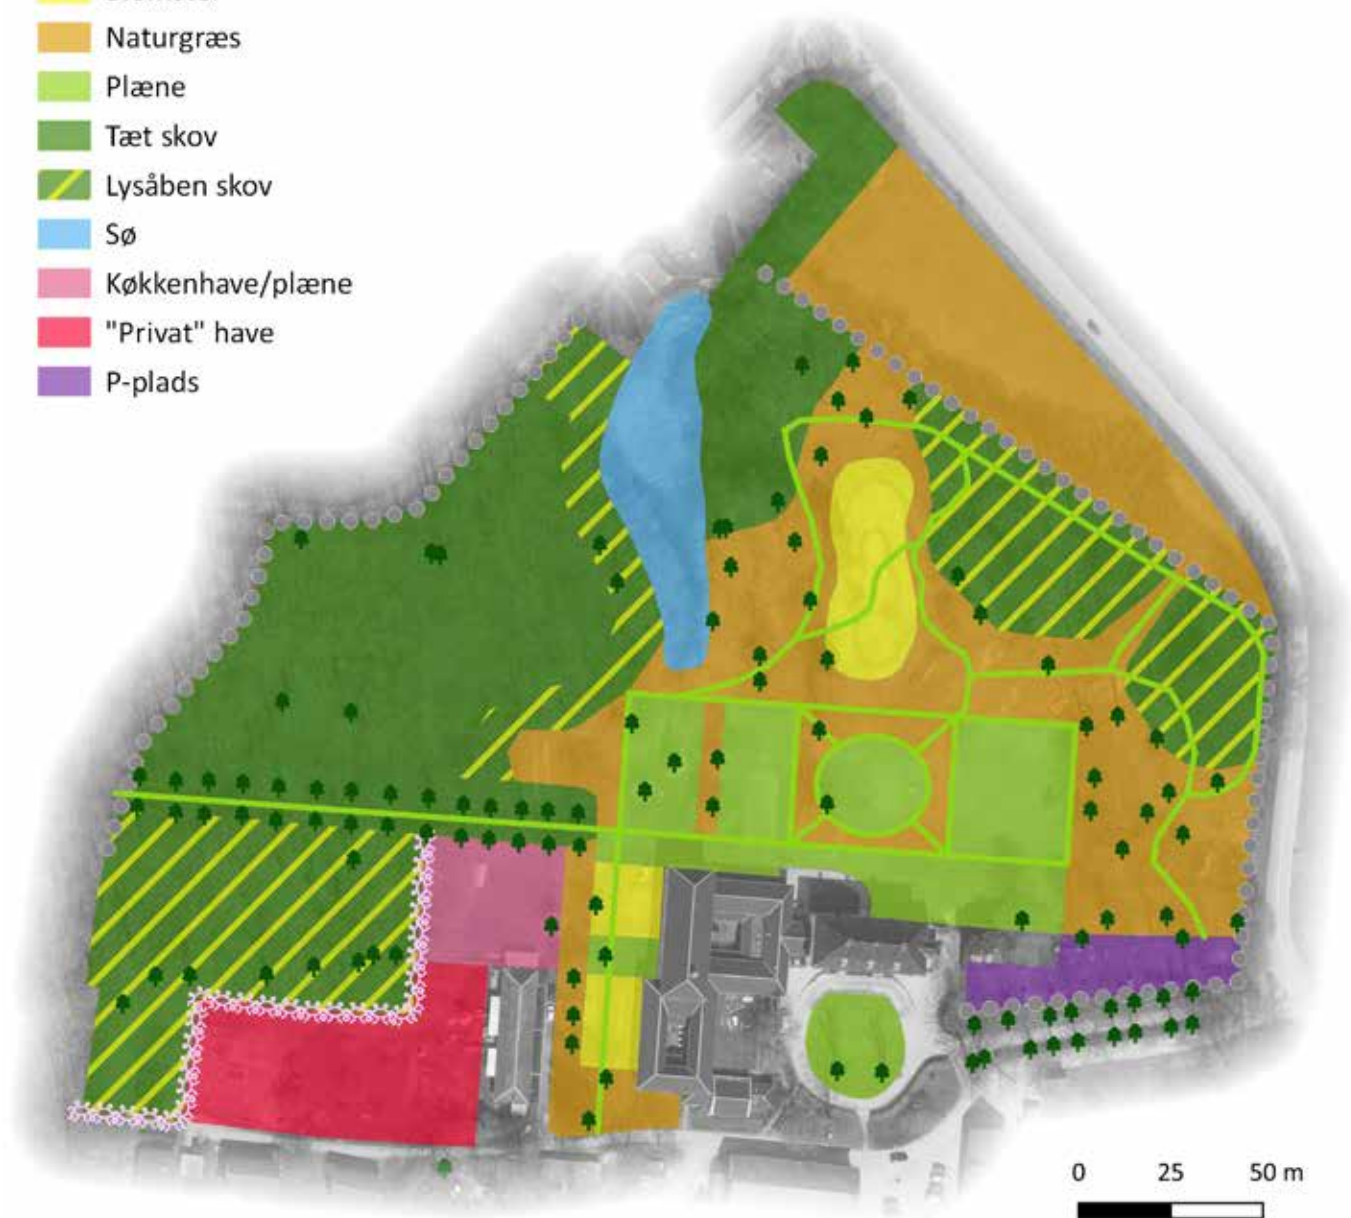 Naturgræs
Plæne
Tæt skov
Lysåben skov
Sø
Køkkenhave/plæne
"Privat" have
P-plads
0 25 50 m